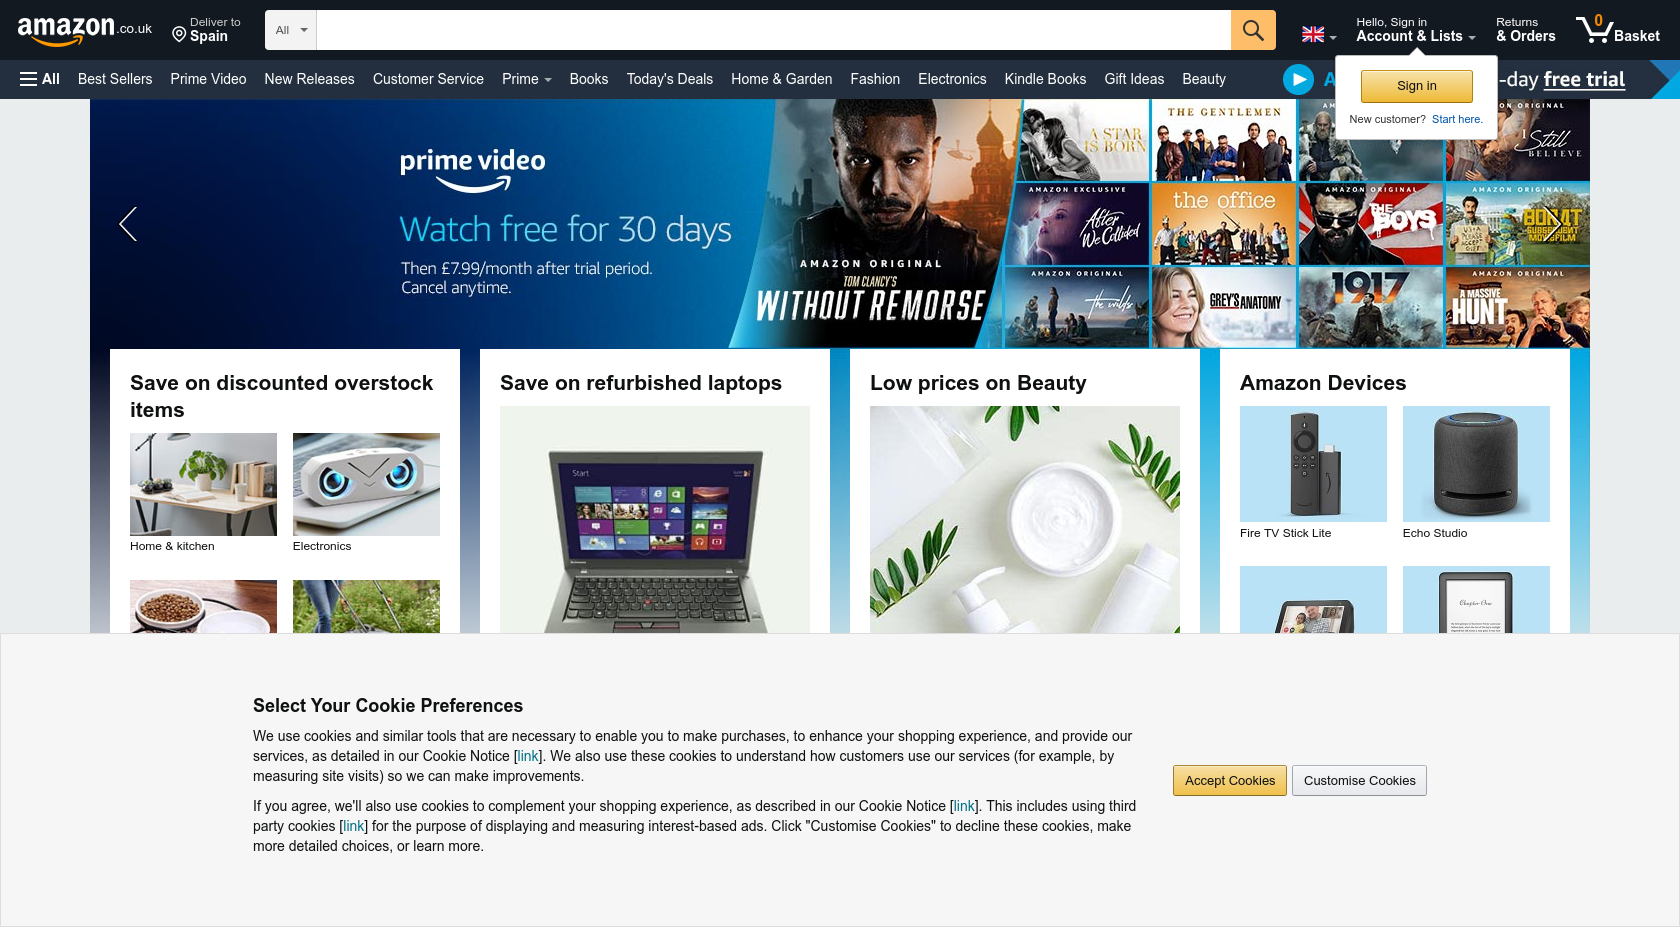 amazon.co.uk
Deliver to
Spain
All
Hello, Sign in
Account & Lists
Returns
& Orders
0
Basket
All
Best Sellers
Prime Video
New Releases
Customer Service
Prime
Books
Today's Deals
Home & Garden
Fashion
Electronics
Kindle Books
Gift Ideas
Beauty
-day free trial
Sign in
New customer? Start here.
prime video
Watch free for 30 days
Then £7.99/month after trial period.
Cancel anytime.
AMAZON ORIGINAL
TOM CLANCY'S
WITHOUT REMORSE
A STAR
IS BORN
THE GENTLEMEN
I Still
BELIEVE
AMAZON EXCLUSIVE
After
We Collided
the office
AMAZON ORIGINAL
THE
BOYS
AMAZON ORIGINAL
BORAT
SUBSEQUENT
MOVIEFILM
AMAZON ORIGINAL
the wilds
GREY'S ANATOMY
1917
AMAZON ORIGINAL
A MASSIVE
HUNT
Save on discounted overstock
items
Home & kitchen
Electronics
Save on refurbished laptops
Start
Low prices on Beauty
Amazon Devices
Fire TV Stick Lite
Echo Studio
Chapter One
Select Your Cookie Preferences
We use cookies and similar tools that are necessary to enable you to make purchases, to enhance your shopping experience, and provide our
services, as detailed in our Cookie Notice [link]. We also use these cookies to understand how customers use our services (for example, by
measuring site visits) so we can make improvements.
If you agree, we'll also use cookies to complement your shopping experience, as described in our Cookie Notice [link]. This includes using third
party cookies [link] for the purpose of displaying and measuring interest-based ads. Click "Customise Cookies" to decline these cookies, make
more detailed choices, or learn more.
Accept Cookies
Customise Cookies